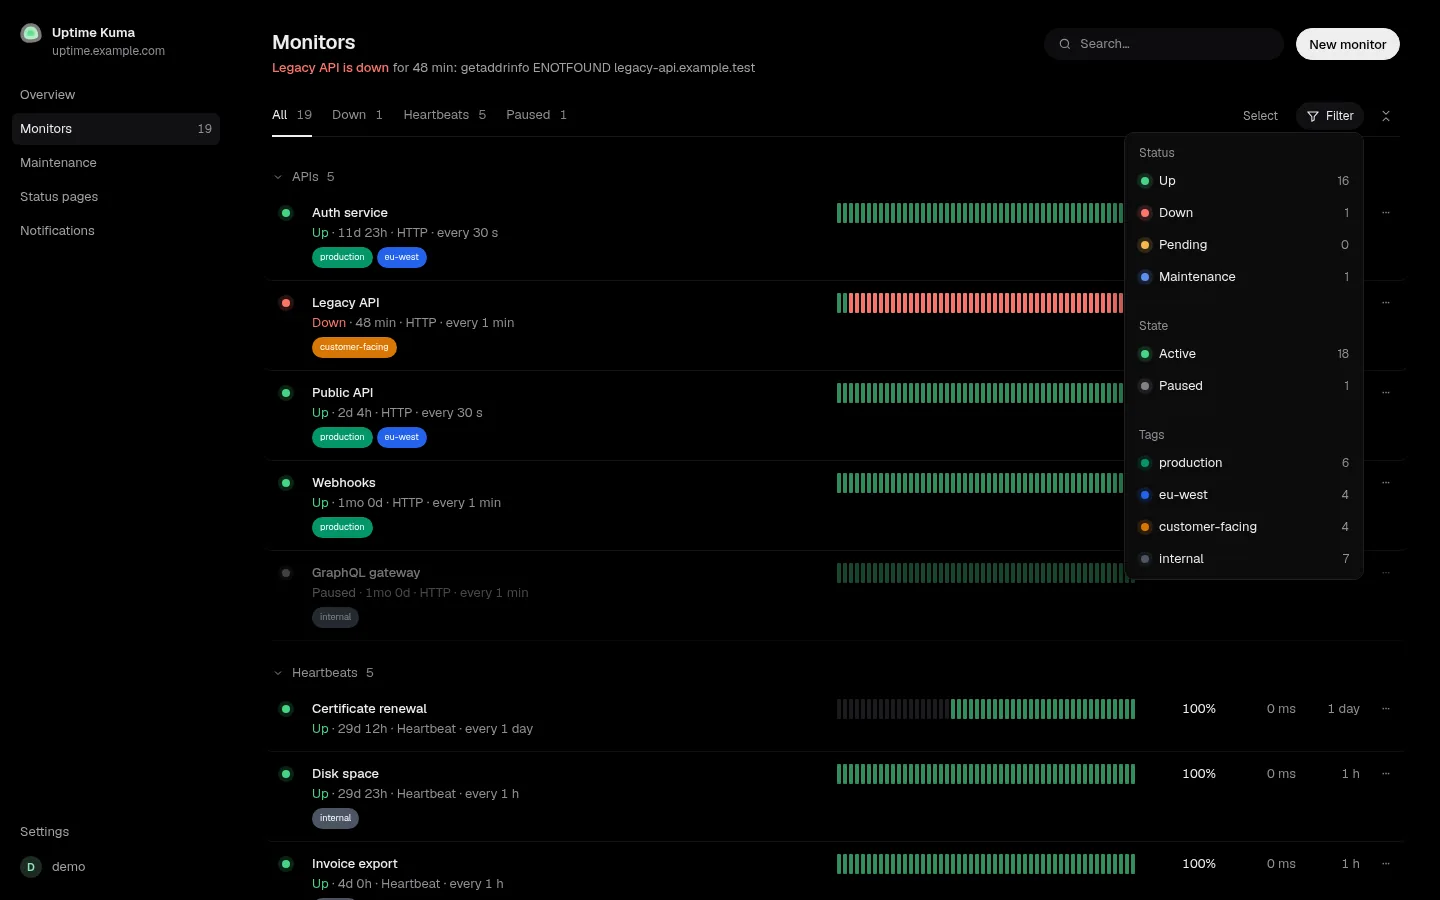 Uptime Kuma
uptime.example.com
Overview
Monitors 19
Maintenance
Status pages
Notifications
Settings
D demo
Monitors
Legacy API is down for 48 min: getaddrinfo ENOTFOUND legacy-api.example.test
Search…
New monitor
All 19 Down 1 Heartbeats 5 Paused 1
Select Filter
Status
Up 16
Down 1
Pending 0
Maintenance 1
State
Active 18
Paused 1
Tags
production 6
eu-west 4
customer-facing 4
internal 7
APIs 5
Auth service
Up · 11d 23h · HTTP · every 30 s
production eu-west
Legacy API
Down · 48 min · HTTP · every 1 min
customer-facing
Public API
Up · 2d 4h · HTTP · every 30 s
production eu-west
Webhooks
Up · 1mo 0d · HTTP · every 1 min
production
GraphQL gateway
Paused · 1mo 0d · HTTP · every 1 min
internal
Heartbeats 5
Certificate renewal 100% 0 ms 1 day
Up · 29d 12h · Heartbeat · every 1 day
Disk space 100% 0 ms 1 h
Up · 29d 23h · Heartbeat · every 1 h
internal
Invoice export 100% 0 ms 1 h
Up · 4d 0h · Heartbeat · every 1 h